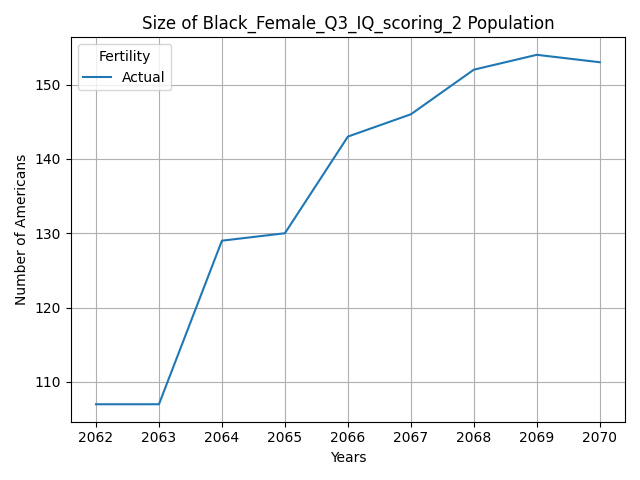 Size of Black_Female_Q3_IQ_scoring_2 Population
Fertility
Actual
Number of Americans
150
140
130
120
110
2062 2063 2064 2065 2066 2067 2068 2069 2070
Years